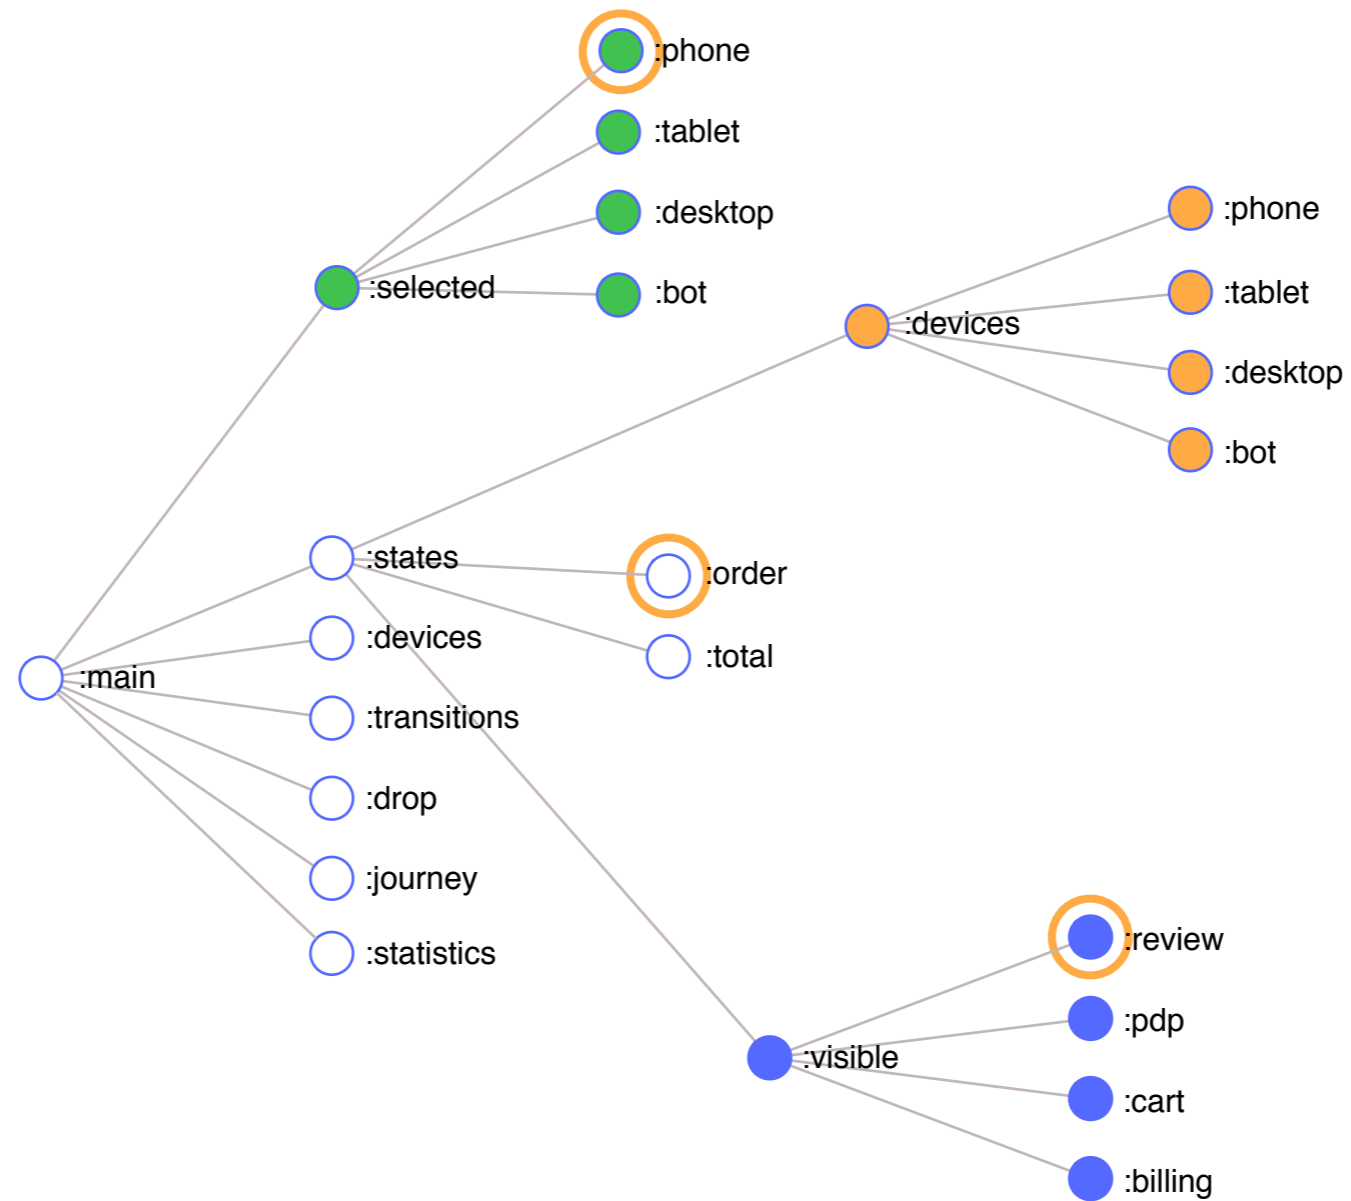 :phone
:tablet
:desktop
:selected
:bot
:phone
:tablet
:devices
:desktop
:bot
:states
:order
:devices
:total
:main
:transitions
:drop
:journey
:statistics
:review
:pdp
:visible
:cart
:billing